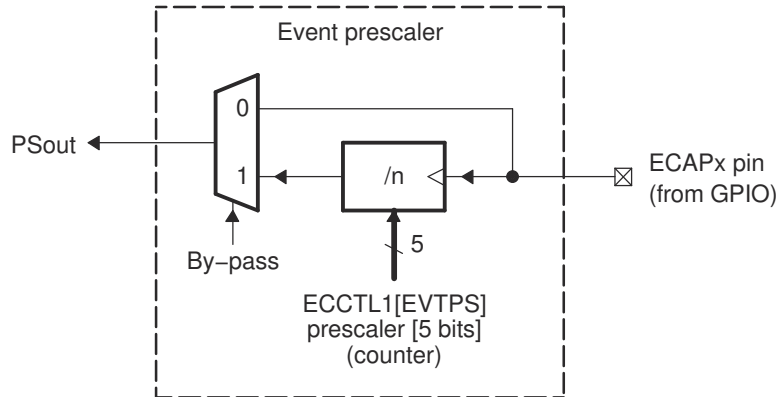 Event prescaler
0
PSout
ECAPx pin
(from GPIO)
1
/n
5
By−pass
ECCTL1[EVTPS]
prescaler [5 bits]
(counter)